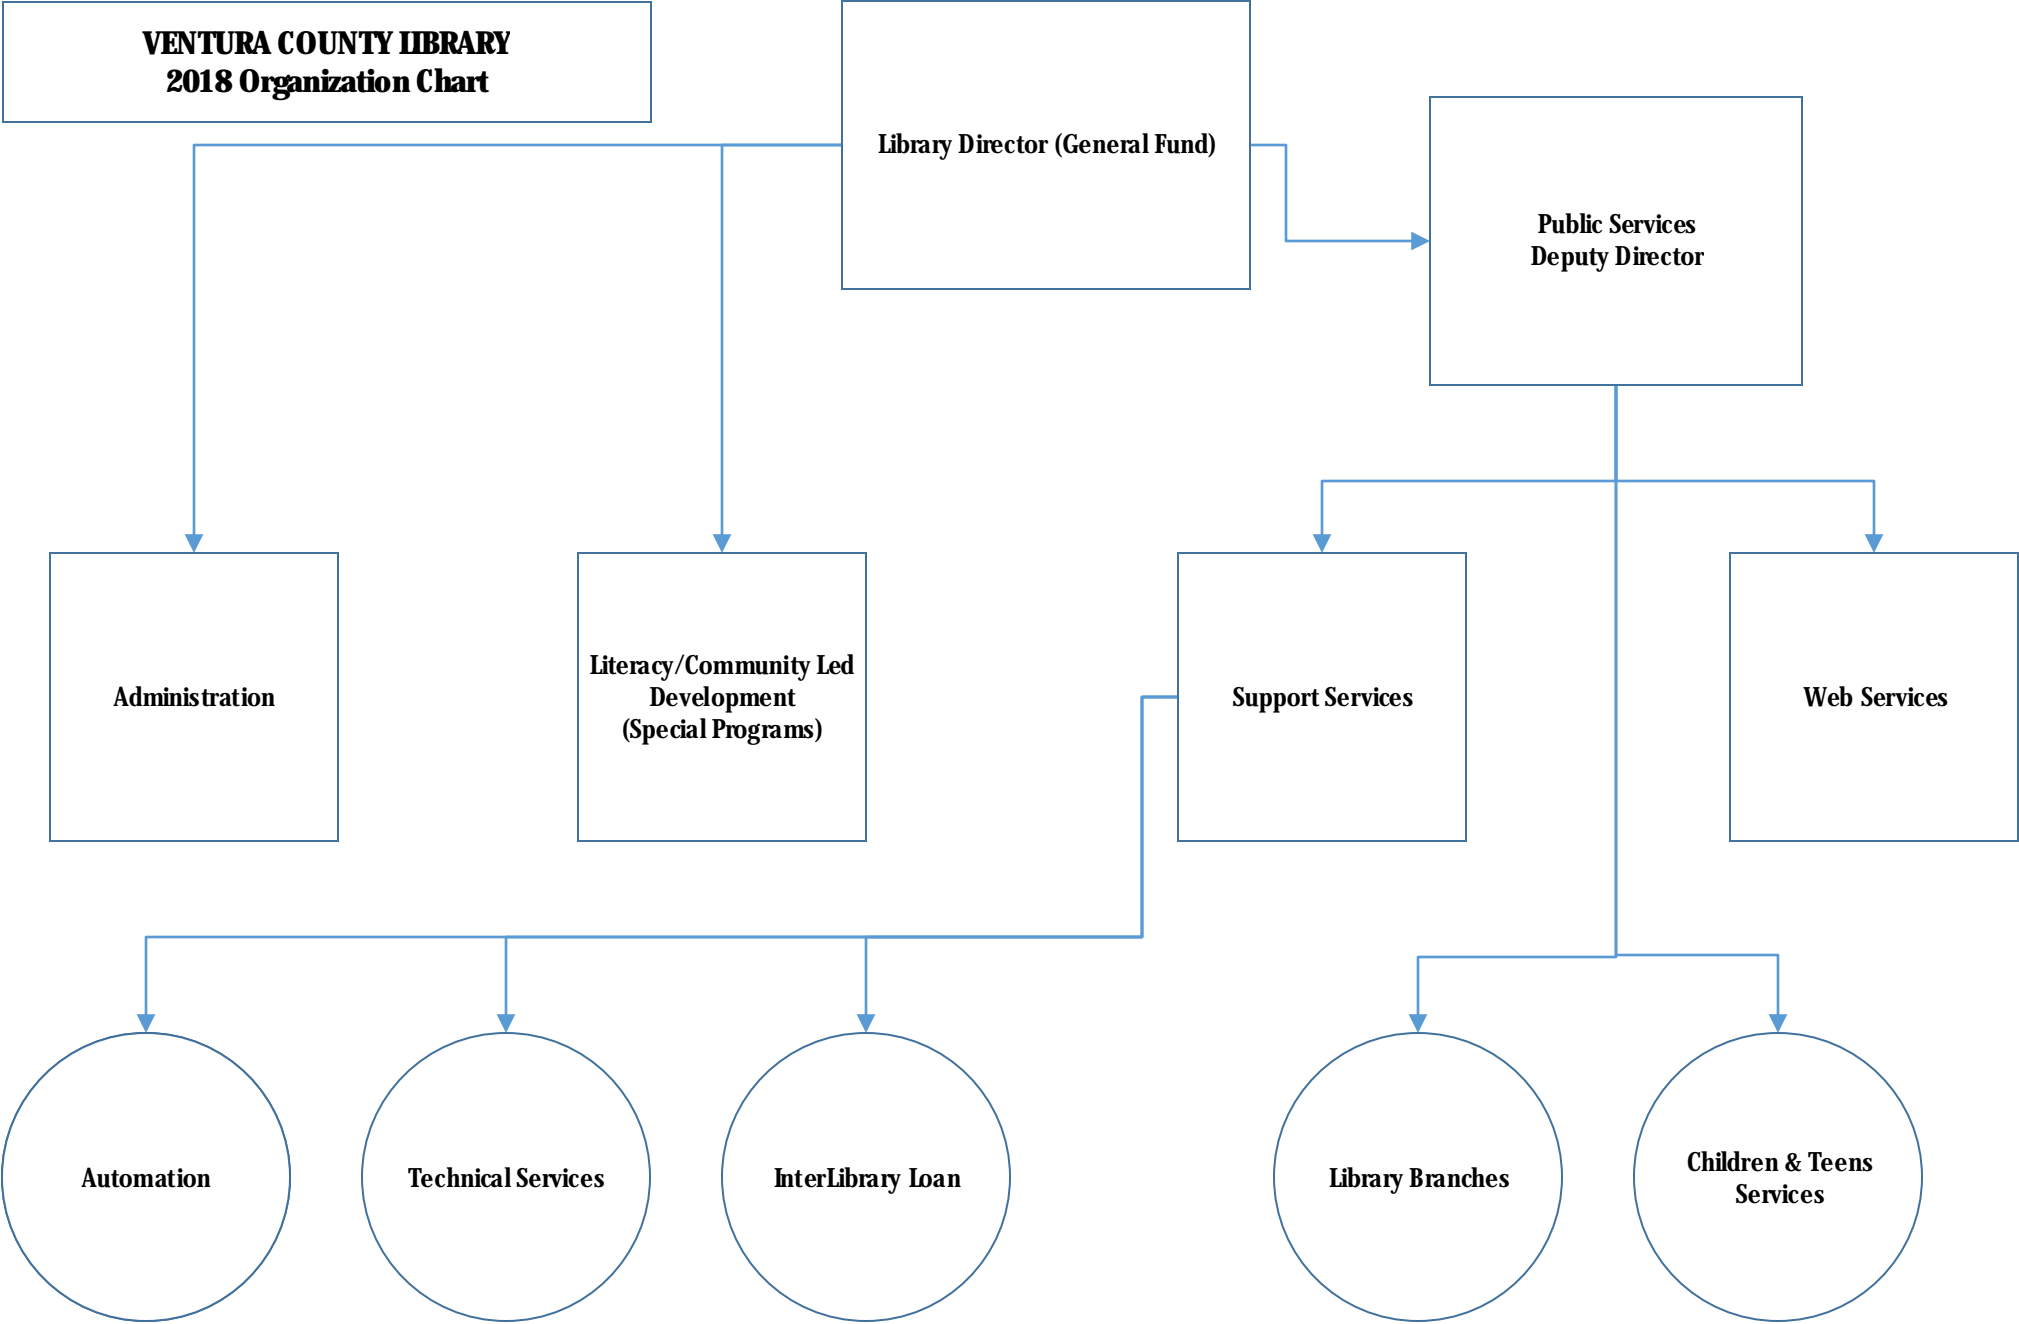 VENTURA COUNTY LIBRARY
2018 Organization Chart
Library Director (General Fund)
Public Services
Deputy Director
Administration
Literacy/Community Led
Development
(Special Programs)
Support Services
Web Services
Automation
Technical Services
InterLibrary Loan
Library Branches
Children & Teens
Services